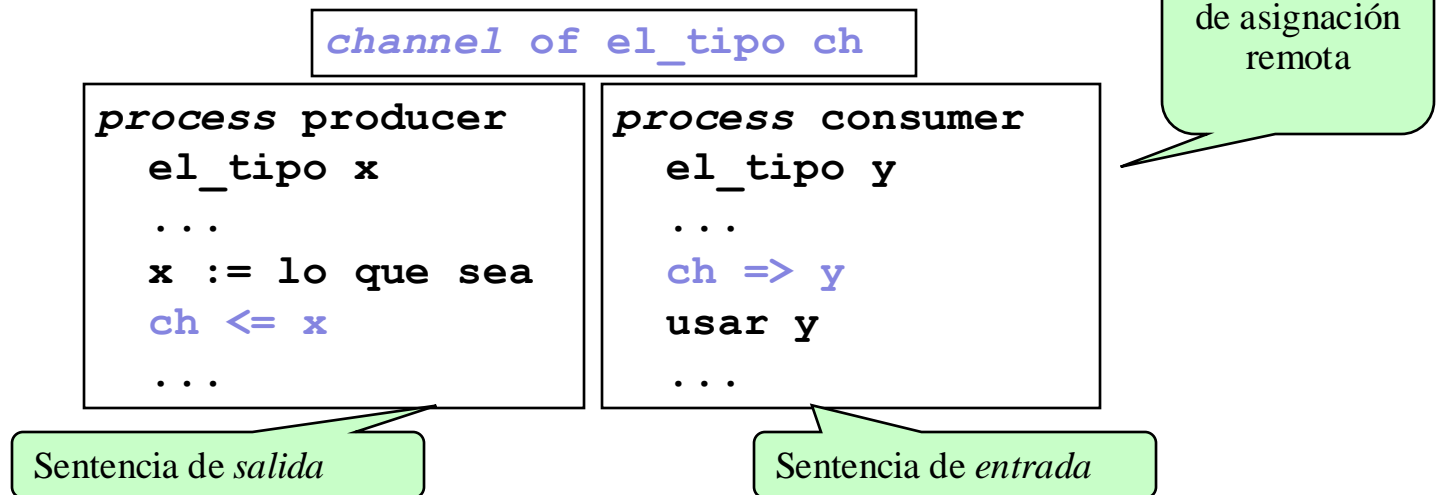 de asignación
remota
channel of el_tipo ch
process producer
el_tipo x
...
x := lo que sea
ch <= x
...
process consumer
el_tipo y
...
ch => y
usar y
...
Sentencia de salida
Sentencia de entrada